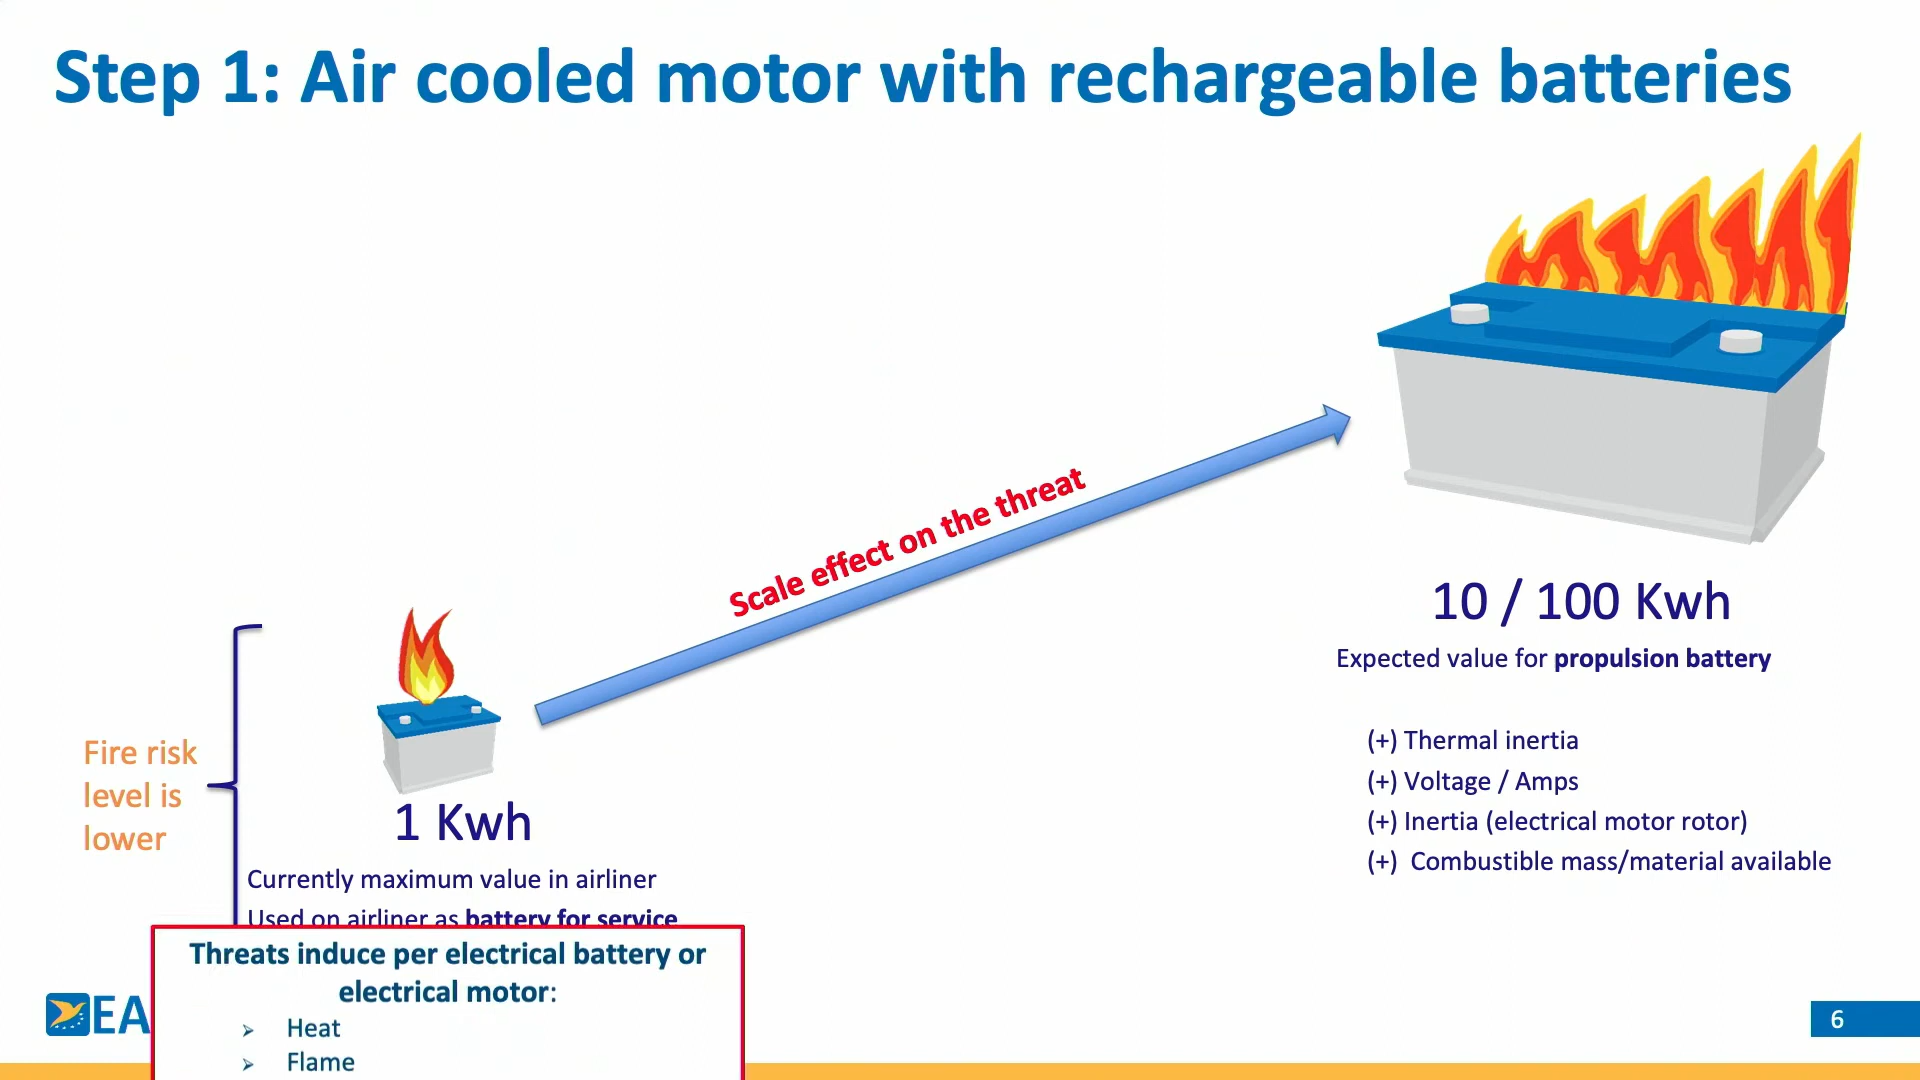 Step 1: Air cooled motor with rechargeable batteries
Scale effect on the threat
10 / 100 Kwh
Expected value for propulsion battery
(+) Thermal inertia
(+) Voltage / Amps
(+) Inertia (electrical motor rotor)
(+) Combustible mass/material available
Fire risk
level is
lower
1 Kwh
Currently maximum value in airliner
Used on airliner as battery for service
Threats induce per electrical battery or
electrical motor:
➢ Heat
➢ Flame
EA
6